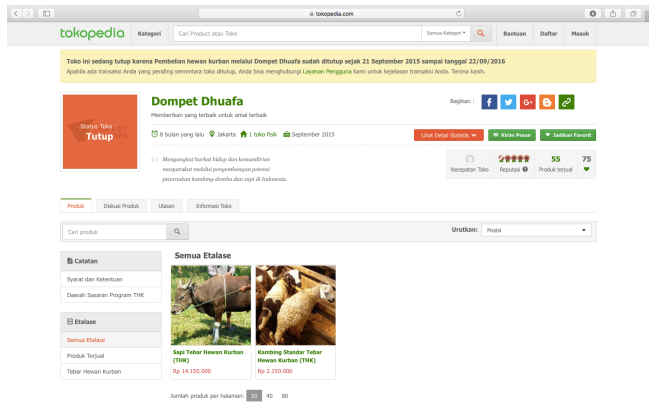 tokopedia.com
tokopedia
Kategori
Cari Product atau Toko
Semua Kategori
Bantuan
Daftar
Masuk
Toko ini sedang tutup karena Pembelian hewan kurban melalui Dompet Dhuafa sudah ditutup sejak 21 September 2015 sampai tanggal 22/09/2016
Apabila ada transaksi Anda yang pending sementara toko ditutup, Anda bisa menghubungi Layanan Pengguna kami untuk kejelasan transaksi Anda. Terima kasih.
Status Toko :
Tutup
Dompet Dhuafa
Memberikan yang terbaik untuk amal terbaik
Bagikan :
8 bulan yang lalu
Jakarta
1 toko fisik
September 2015
Lihat Detail Statistik
Kirim Pesan
Jadikan Favorit
Mengangkat harkat hidup dan kemandirian
masyarakat melalui pengembangan potensi
peternakan kambing-domba dan sapi di Indonesia.
Kecepatan Toko
Reputasi
55
Produk terjual
75
Produk
Diskusi Produk
Ulasan
Informasi Toko
Cari produk
Urutkan:
Posisi
Catatan
Syarat dan Ketentuan
Daerah Sasaran Program THK
Etalase
Semua Etalase
Produk Terjual
Tebar Hewan Kurban
Semua Etalase
Sapi Tebar Hewan Kurban
(THK)
Rp 14.150.000
Kambing Standar Tebar
Hewan Kurban (THK)
Rp 2.150.000
Jumlah produk per halaman: 20 40 80